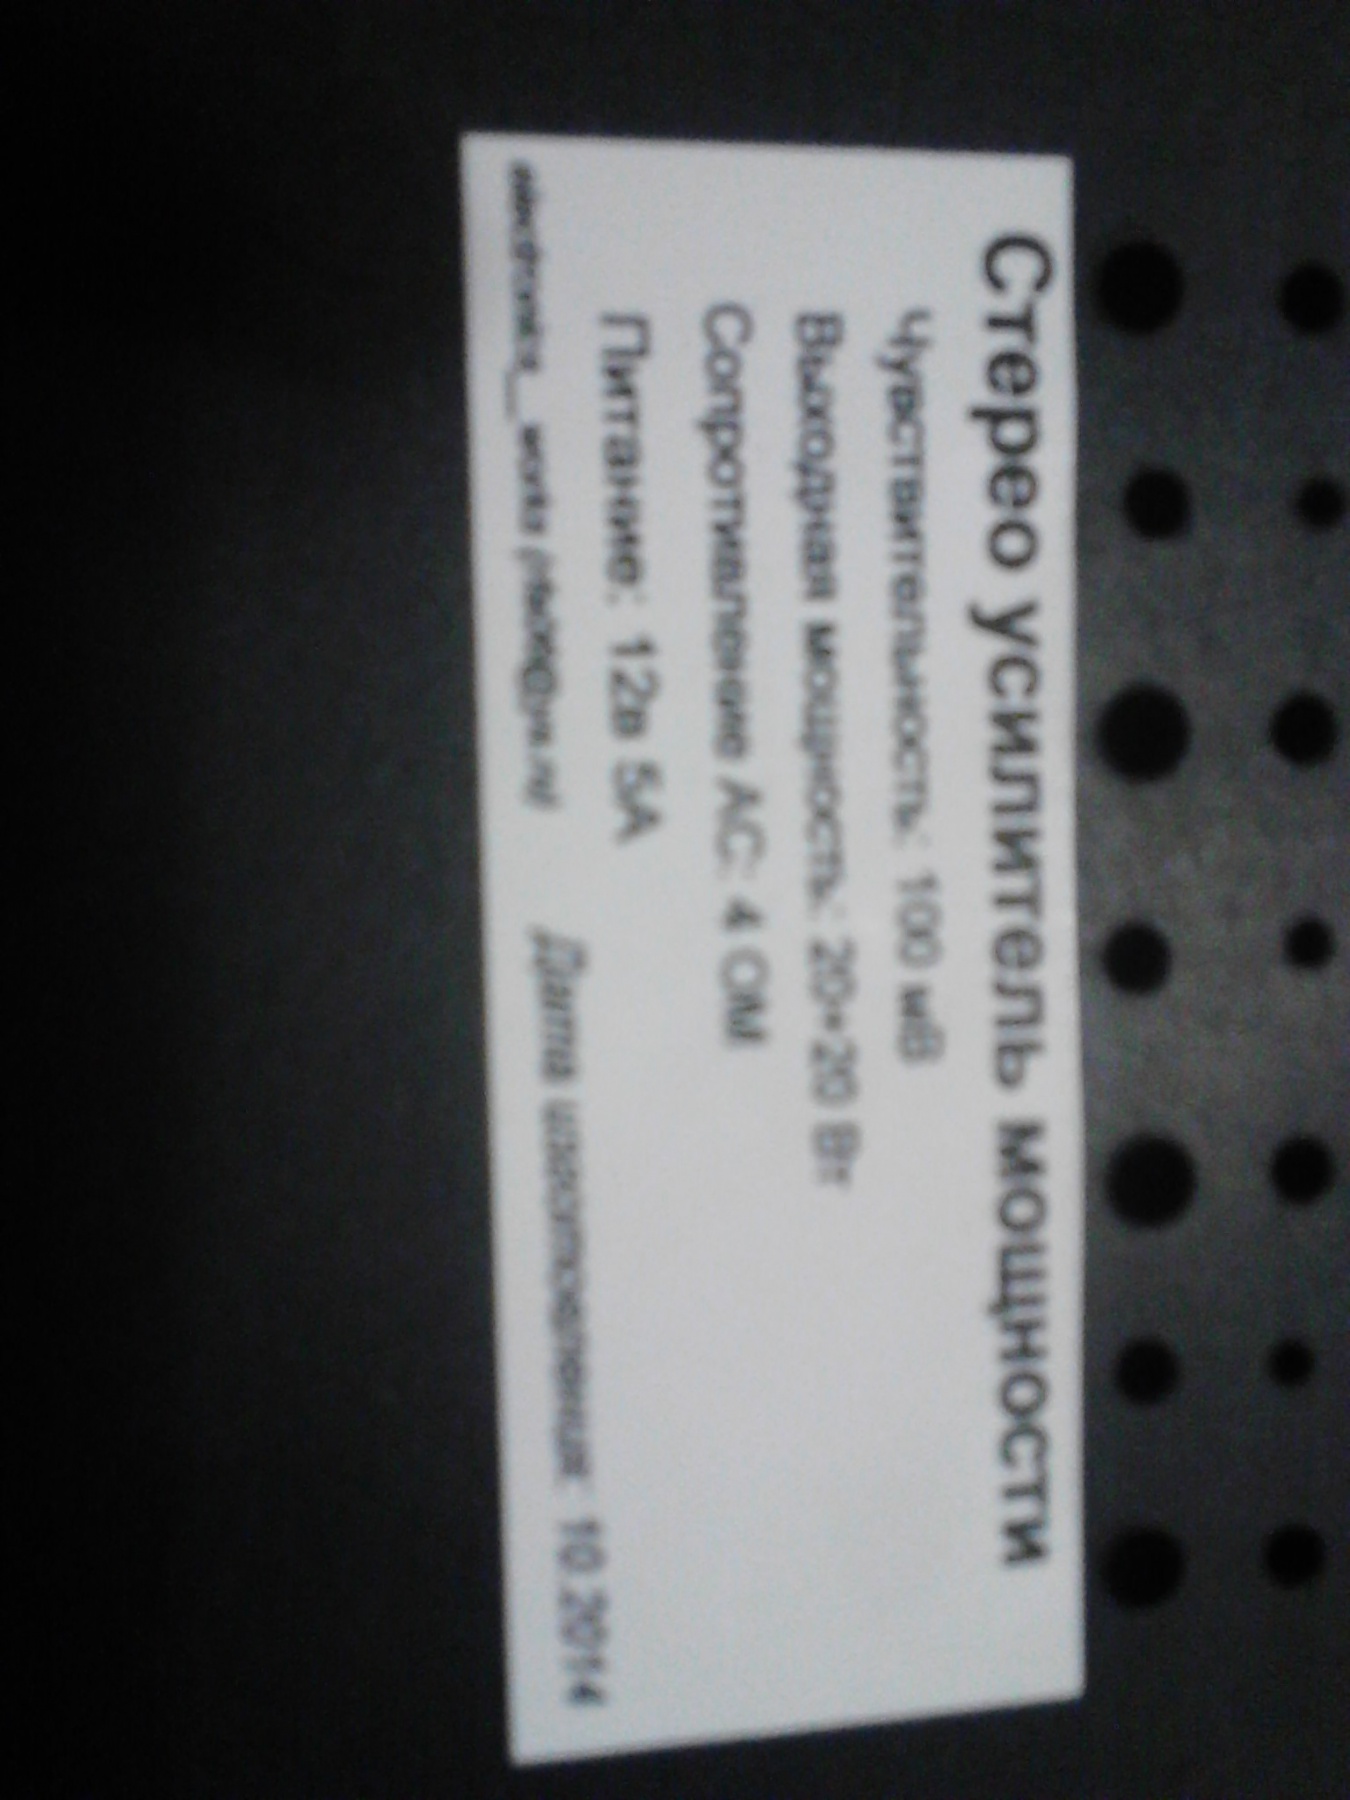 Стерео усилитель мощности
Чувствительность: 100 мВ
Выходная мощность: 20+20 Вт
Сопротивление АС: 4 ОМ
Питание: 12в 5А
Дата изготовления: 10.2014